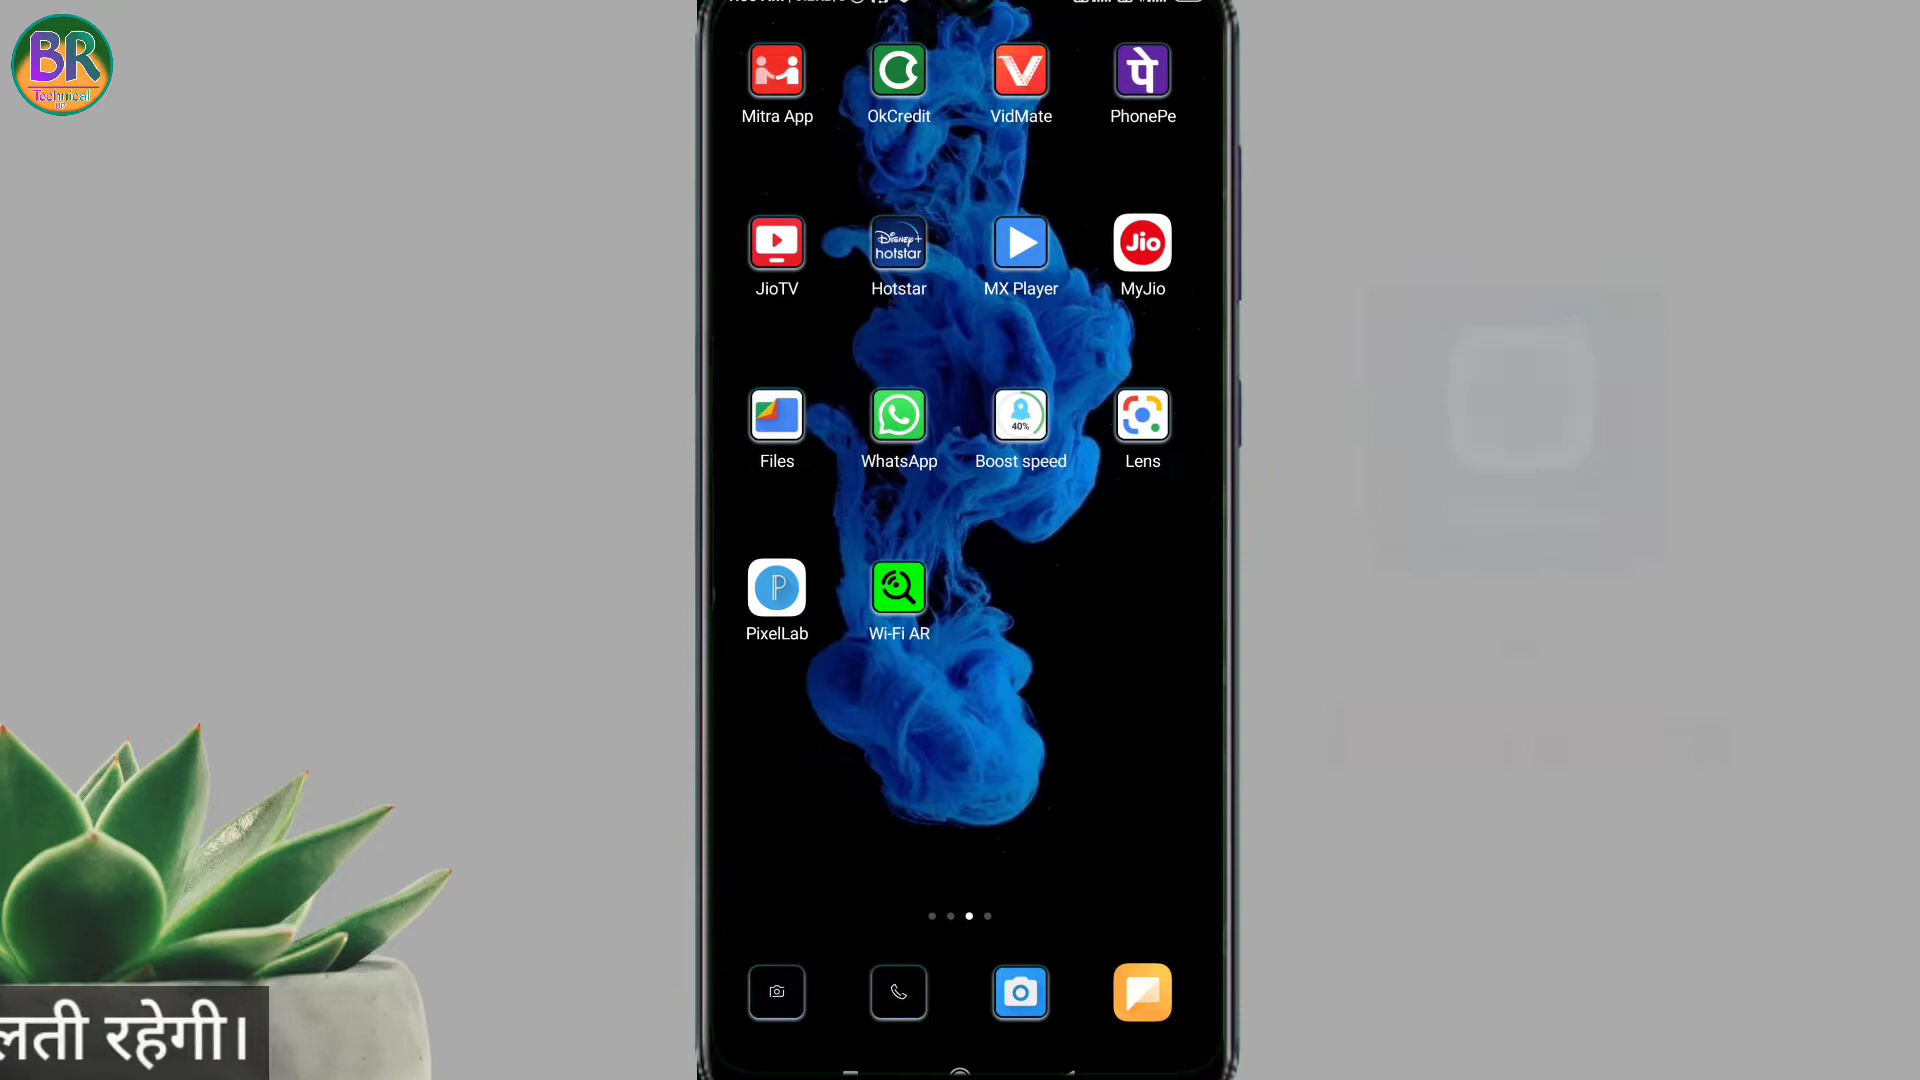 BR
Technical
UP
Mitra App
OkCredit
VidMate
पे
PhonePe
JioTV
Disney+
hotstar
Hotstar
MX Player
Jio
MyJio
Files
WhatsApp
40%
Boost speed
Lens
P
PixelLab
Wi-Fi AR
लती रहेगी।